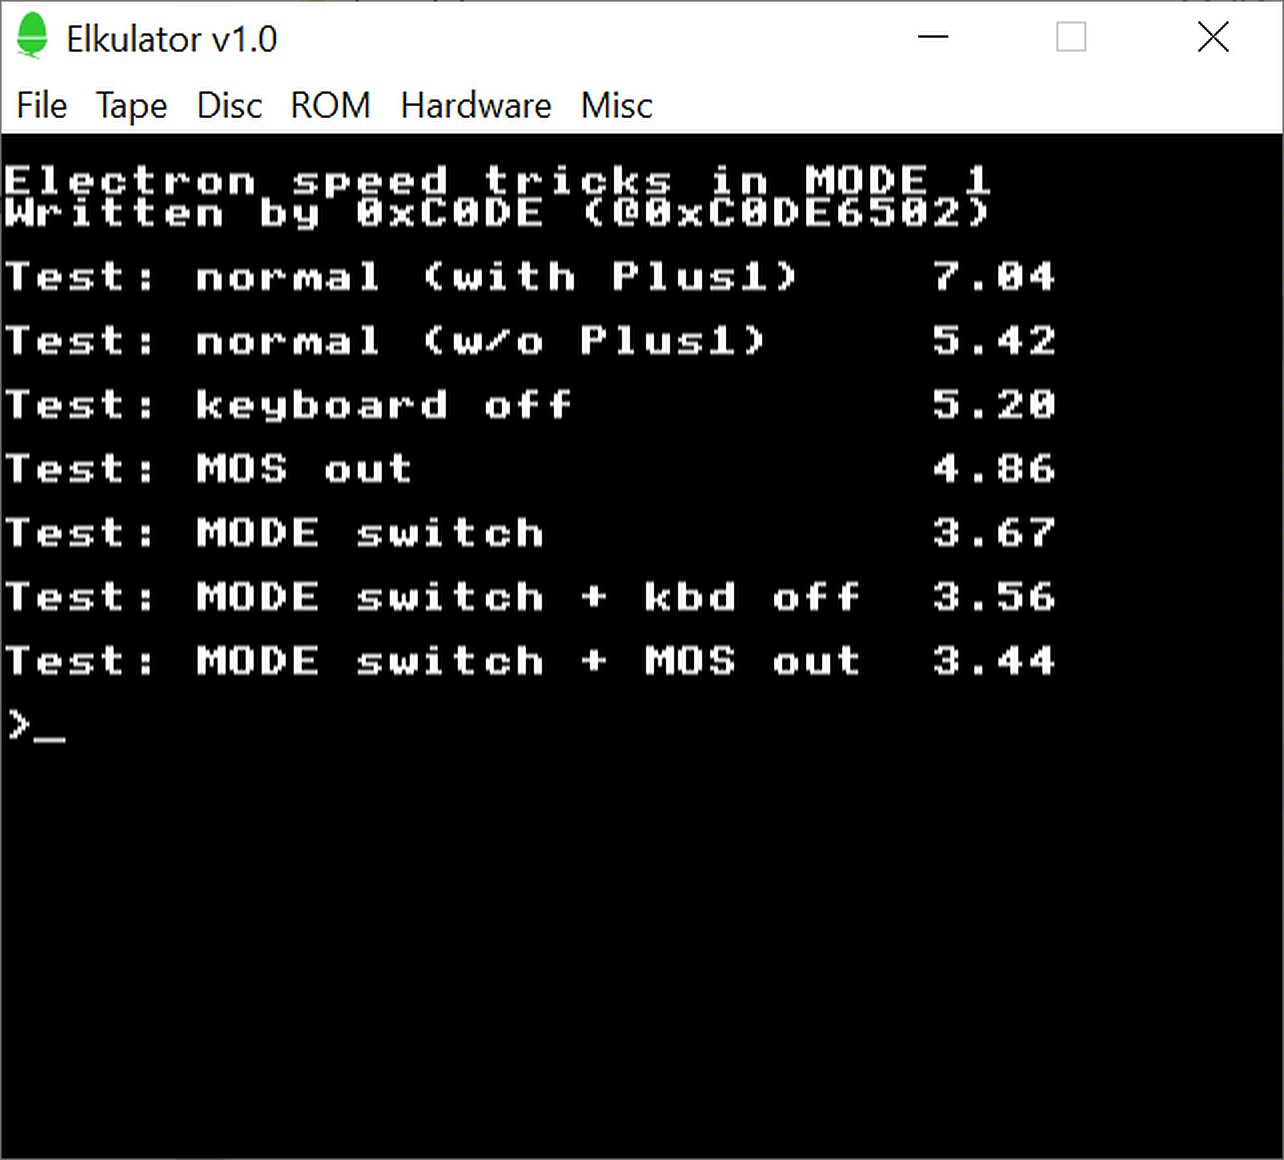 Elkulator v1.0
File Tape Disc ROM Hardware Misc
Electron speed tricks in MODE 1
Written by 0xC0DE (@0xC0DE6502)
Test: normal (with Plus1) 7.04
Test: normal (w/o Plus1) 5.42
Test: keyboard off 5.20
Test: MOS out 4.86
Test: MODE switch 3.67
Test: MODE switch + kbd off 3.56
Test: MODE switch + MOS out 3.44
>_